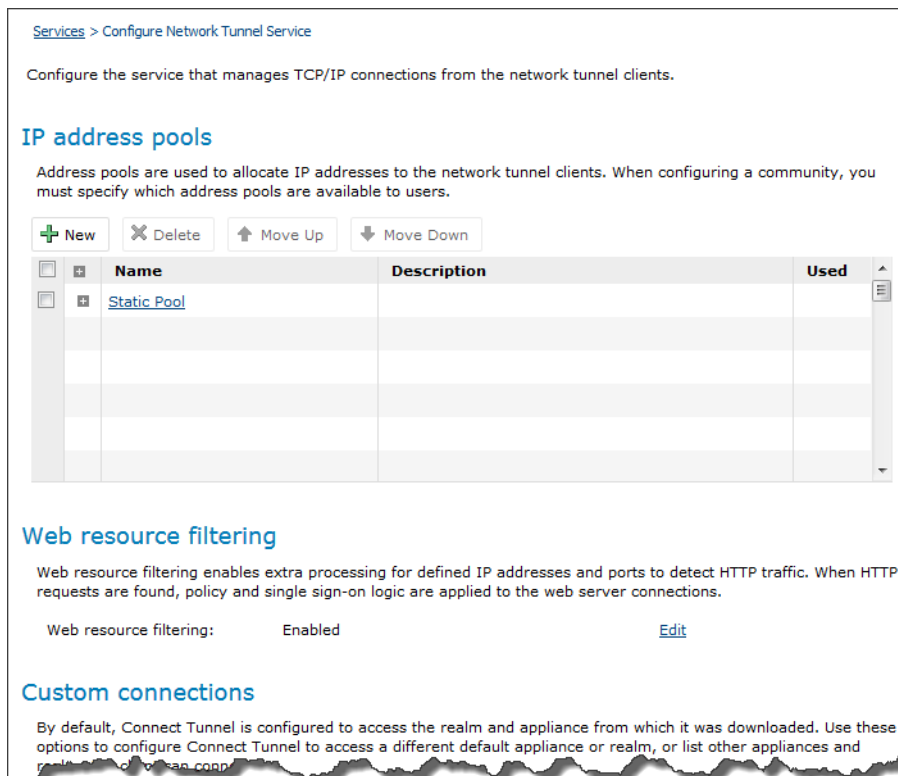 Services > Configure Network Tunnel Service
Configure the service that manages TCP/IP connections from the network tunnel clients.
IP address pools
Address pools are used to allocate IP addresses to the network tunnel clients. When configuring a community, you
must specify which address pools are available to users.
New Delete Move Up Move Down
Name Description Used
Static Pool
Web resource filtering
Web resource filtering enables extra processing for defined IP addresses and ports to detect HTTP traffic. When HTTP
requests are found, policy and single sign-on logic are applied to the web server connections.
Web resource filtering: Enabled Edit
Custom connections
By default, Connect Tunnel is configured to access the realm and appliance from which it was downloaded. Use these
options to configure Connect Tunnel to access a different default appliance or realm, or list other appliances and